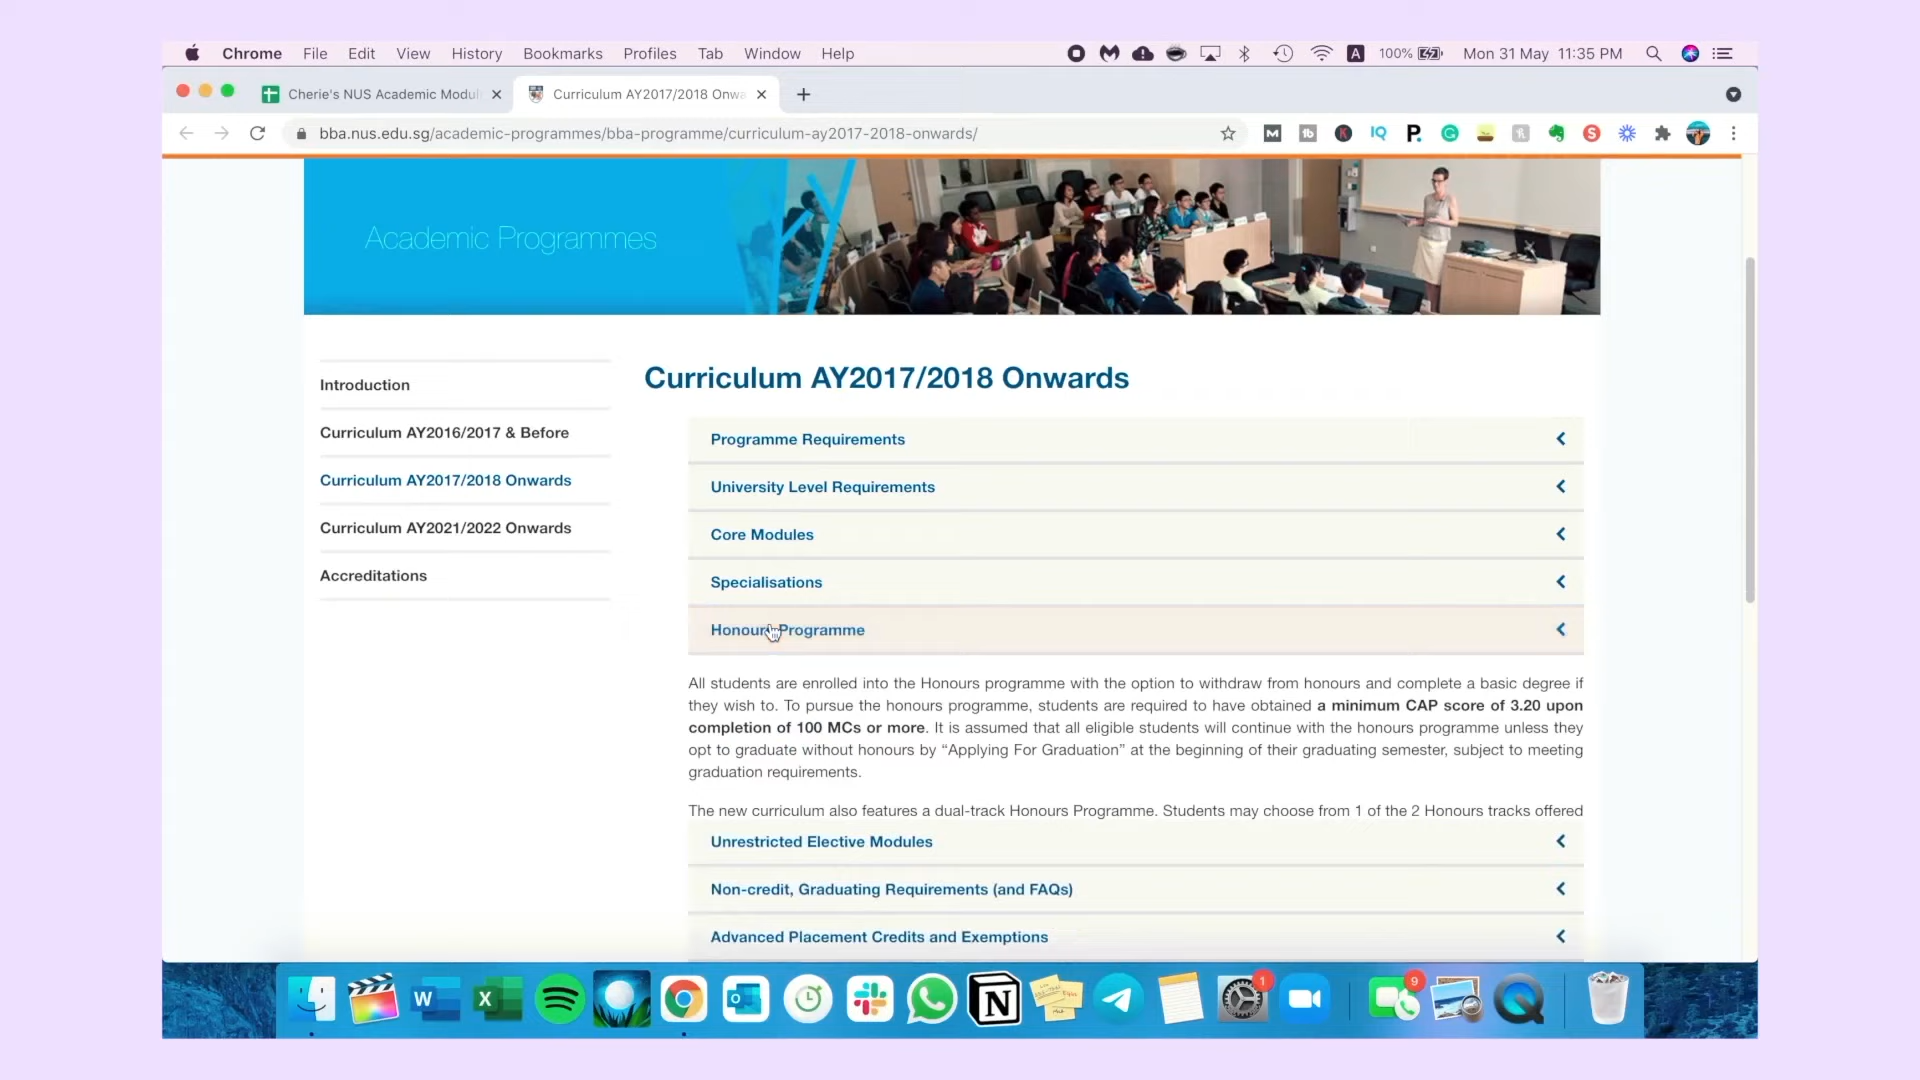 Chrome File Edit View History Bookmarks Profiles Tab Window Help 100% Mon 31 May 11:35 PM
Cherie's NUS Academic Modul Curriculum AY2017/2018 Onwa
bba.nus.edu.sg/academic-programmes/bba-programme/curriculum-ay2017-2018-onwards/
Academic Programmes
Introduction
Curriculum AY2016/2017 & Before
Curriculum AY2017/2018 Onwards
Curriculum AY2021/2022 Onwards
Accreditations
Curriculum AY2017/2018 Onwards
Programme Requirements
University Level Requirements
Core Modules
Specialisations
Honours Programme
All students are enrolled into the Honours programme with the option to withdraw from honours and complete a basic degree if
they wish to. To pursue the honours programme, students are required to have obtained a minimum CAP score of 3.20 upon
completion of 100 MCs or more. It is assumed that all eligible students will continue with the honours programme unless they
opt to graduate without honours by “Applying For Graduation” at the beginning of their graduating semester, subject to meeting
graduation requirements.
The new curriculum also features a dual-track Honours Programme. Students may choose from 1 of the 2 Honours tracks offered
Unrestricted Elective Modules
Non-credit, Graduating Requirements (and FAQs)
Advanced Placement Credits and Exemptions